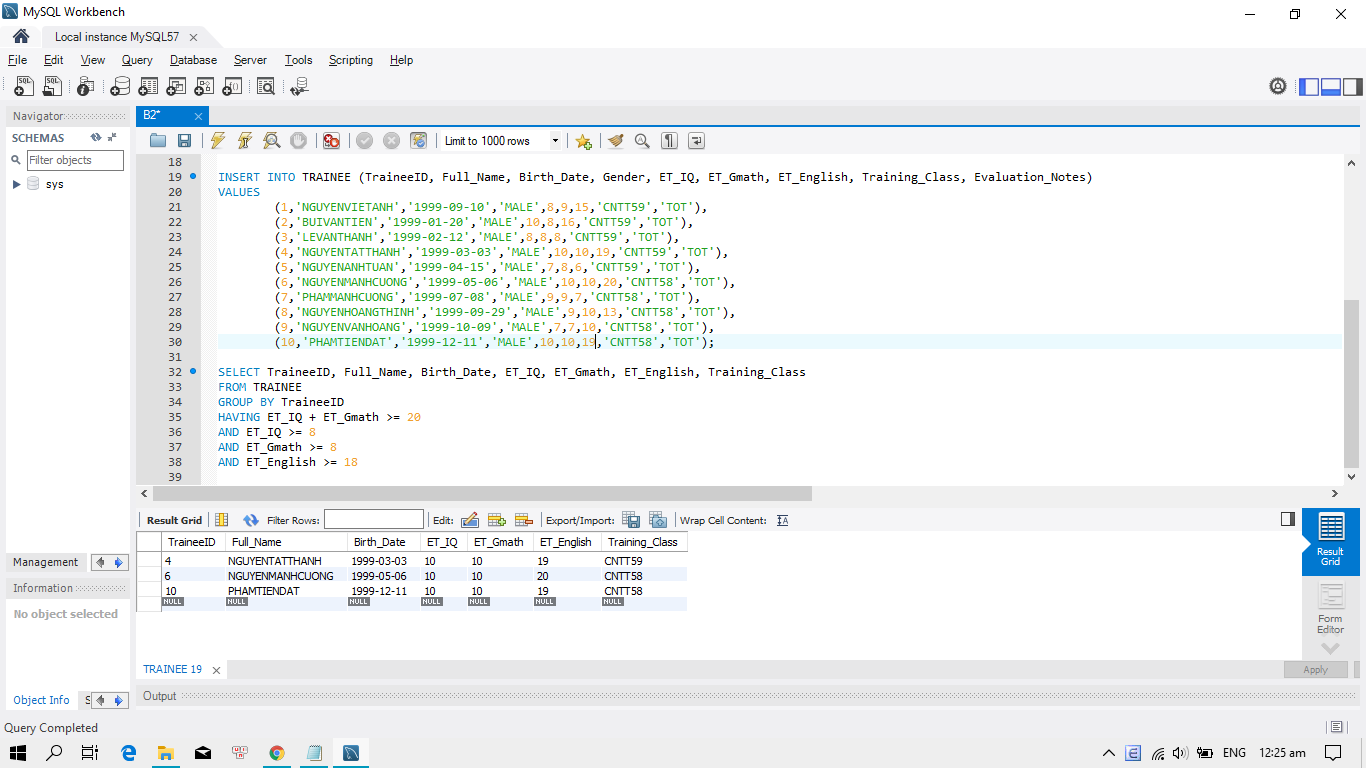 MySQL Workbench
Local instance MySQL57
File Edit View Query Database Server Tools Scripting Help
Navigator
SCHEMAS
Filter objects
sys
Management
Information
No object selected
Object Info S
B2*
Limit to 1000 rows
18
19 INSERT INTO TRAINEE (TraineeID, Full_Name, Birth_Date, Gender, ET_IQ, ET_Gmath, ET_English, Training_Class, Evaluation_Notes)
20 VALUES
21 (1,'NGUYENVIETANH','1999-09-10','MALE',8,9,15,'CNTT59','TOT'),
22 (2,'BUIVANTIEN','1999-01-20','MALE',10,8,16,'CNTT59','TOT'),
23 (3,'LEVANTHANH','1999-02-12','MALE',8,8,8,'CNTT59','TOT'),
24 (4,'NGUYENTATTHANH','1999-03-03','MALE',10,10,19,'CNTT59','TOT'),
25 (5,'NGUYENANHTUAN','1999-04-15','MALE',7,8,6,'CNTT59','TOT'),
26 (6,'NGUYENMANHCUONG','1999-05-06','MALE',10,10,20,'CNTT58','TOT'),
27 (7,'PHAMMANHCUONG','1999-07-08','MALE',9,9,7,'CNTT58','TOT'),
28 (8,'NGUYENHOANGTHINH','1999-09-29','MALE',9,10,13,'CNTT58','TOT'),
29 (9,'NGUYENVANHOANG','1999-10-09','MALE',7,7,10,'CNTT58','TOT'),
30 (10,'PHAMTIENDAT','1999-12-11','MALE',10,10,19,'CNTT58','TOT');
31
32 SELECT TraineeID, Full_Name, Birth_Date, ET_IQ, ET_Gmath, ET_English, Training_Class
33 FROM TRAINEE
34 GROUP BY TraineeID
35 HAVING ET_IQ + ET_Gmath >= 20
36 AND ET_IQ >= 8
37 AND ET_Gmath >= 8
38 AND ET_English >= 18
39
Result Grid Filter Rows: Edit: Export/Import: Wrap Cell Content:
TraineeID Full_Name Birth_Date ET_IQ ET_Gmath ET_English Training_Class
4 NGUYENTATTHANH 1999-03-03 10 10 19 CNTT59
6 NGUYENMANHCUONG 1999-05-06 10 10 20 CNTT58
10 PHAMTIENDAT 1999-12-11 10 10 19 CNTT58
NULL NULL NULL NULL NULL NULL NULL
Result
Grid
Form
Editor
TRAINEE 19
Apply
Output
Query Completed
ENG 12:25 am